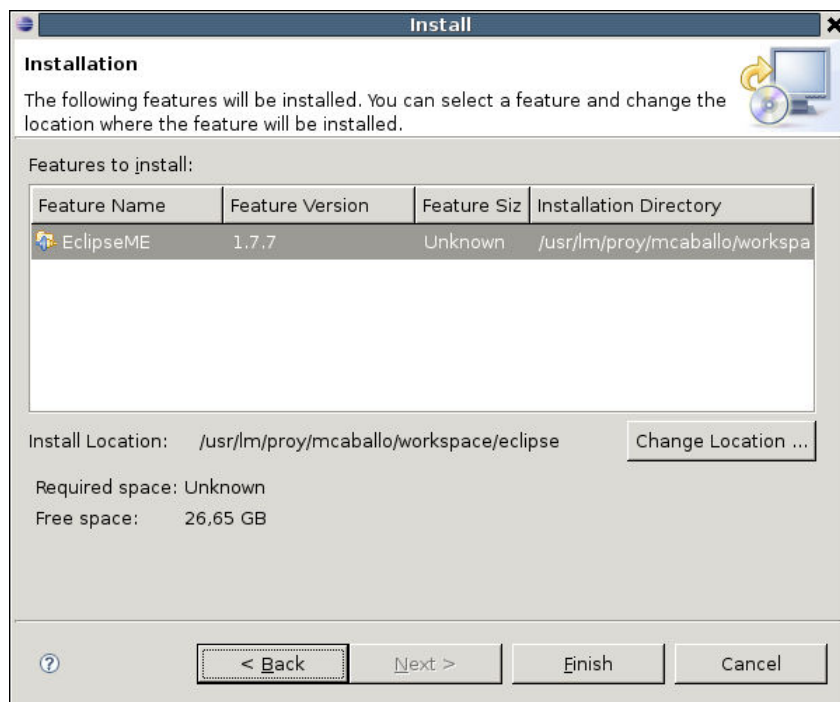 Install
Installation
The following features will be installed. You can select a feature and change the
location where the feature will be installed.
Features to install:
Feature Name Feature Version Feature Siz Installation Directory
EclipseME 1.7.7 Unknown /usr/lm/proy/mcaballo/workspa
Install Location: /usr/lm/proy/mcaballo/workspace/eclipse Change Location ...
Required space: Unknown
Free space: 26,65 GB
? < Back Next > Finish Cancel